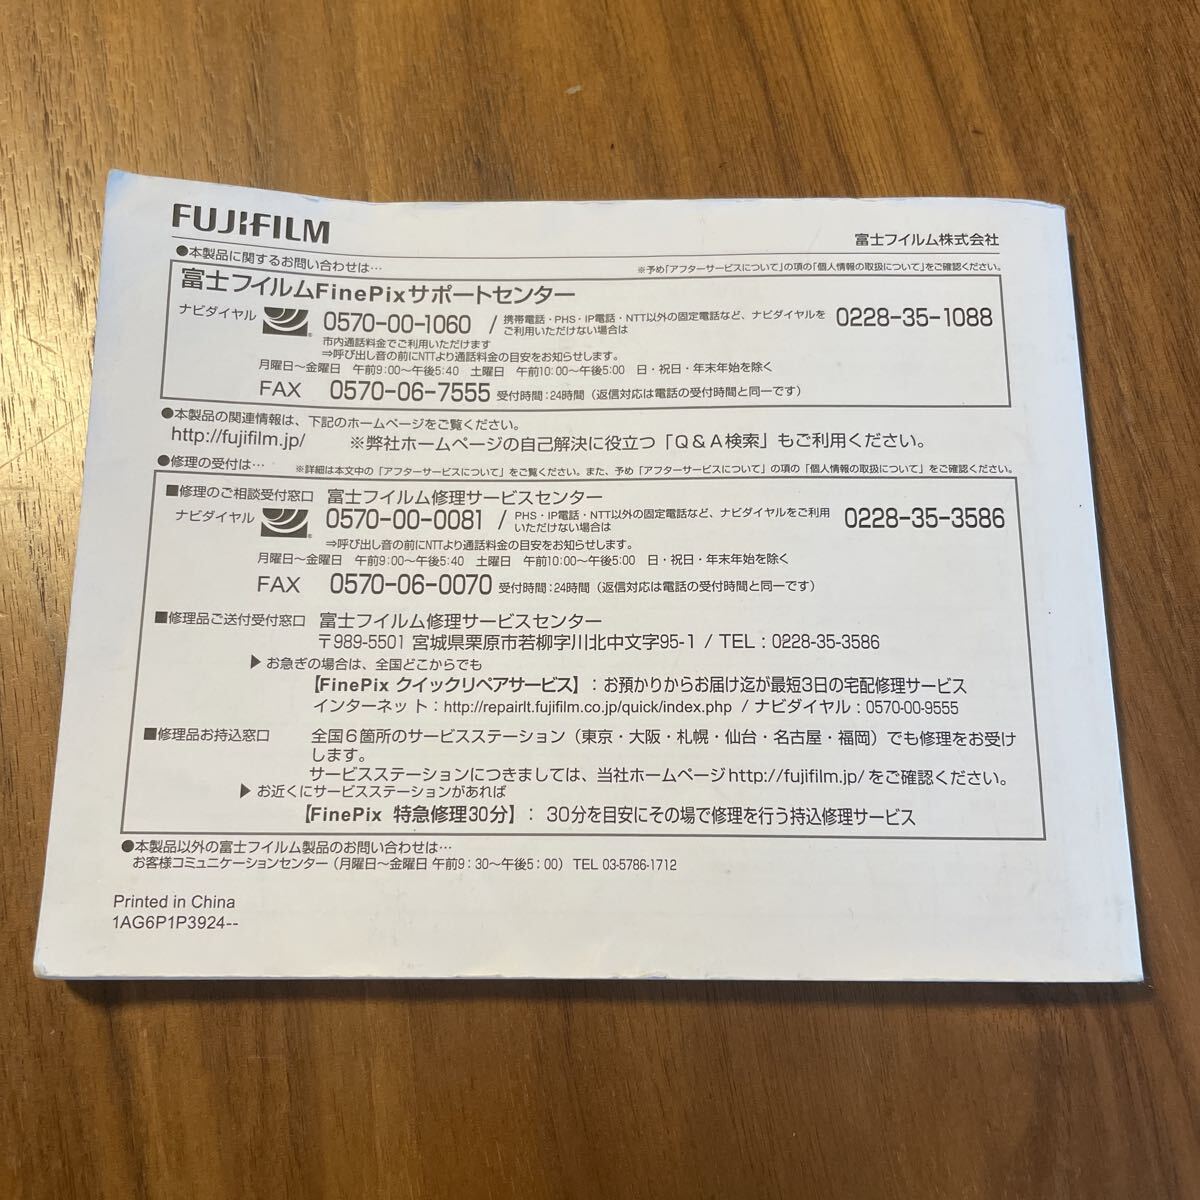 FUJIFILM
富士フイルム株式会社
●本製品に関するお問い合わせは…
※予め「アフターサービスについて」の項の「個人情報の取扱について」をご確認ください。
富士フイルムFinePixサポートセンター
ナビダイヤル 0570-00-1060 / 携帯電話・PHS・IP電話・NTT以外の固定電話など、ナビダイヤルを
ご利用いただけない場合は 0228-35-1088
市内通話料金でご利用いただけます
⇒呼び出し音の前にNTTより通話料金の目安をお知らせします。
月曜日〜金曜日 午前9:00〜午後5:40 土曜日 午前10:00〜午後5:00 日・祝日・年末年始を除く
FAX 0570-06-7555 受付時間:24時間（返信対応は電話の受付時間と同一です）
●本製品の関連情報は、下記のホームページをご覧ください。
http://fujifilm.jp/ ※弊社ホームページの自己解決に役立つ「Q＆A検索」もご利用ください。
●修理の受付は… ※詳細は本文中の「アフターサービスについて」をご覧ください。また、予め「アフターサービスについて」の項の「個人情報の取扱について」をご確認ください。
■修理のご相談受付窓口 富士フイルム修理サービスセンター
ナビダイヤル 0570-00-0081 / PHS・IP電話・NTT以外の固定電話など、ナビダイヤルをご利用
いただけない場合は 0228-35-3586
⇒呼び出し音の前にNTTより通話料金の目安をお知らせします。
月曜日〜金曜日 午前9:00〜午後5:40 土曜日 午前10:00〜午後5:00 日・祝日・年末年始を除く
FAX 0570-06-0070 受付時間:24時間（返信対応は電話の受付時間と同一です）
■修理品ご送付受付窓口 富士フイルム修理サービスセンター
〒989-5501 宮城県栗原市若柳字川北中文字95-1 / TEL：0228-35-3586
▶お急ぎの場合は、全国どこからでも
【FinePix クイックリペアサービス】：お預かりからお届け迄が最短3日の宅配修理サービス
インターネット：http://repairlt.fujifilm.co.jp/quick/index.php / ナビダイヤル：0570-00-9555
■修理品お持込窓口 全国６箇所のサービスステーション（東京・大阪・札幌・仙台・名古屋・福岡）でも修理をお受け
します。
サービスステーションにつきましては、当社ホームページhttp://fujifilm.jp/をご確認ください。
▶お近くにサービスステーションがあれば
【FinePix 特急修理30分】： 30分を目安にその場で修理を行う持込修理サービス
●本製品以外の富士フイルム製品のお問い合わせは…
お客様コミュニケーションセンター（月曜日〜金曜日 午前9：30〜午後5：00） TEL 03-5786-1712
Printed in China
1AG6P1P3924--